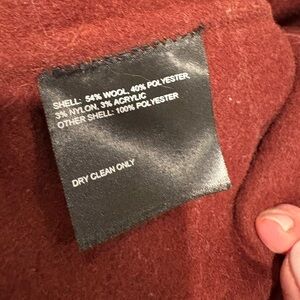 SHELL: 54% WOOL, 40% POLYESTER,
3% NYLON, 3% ACRYLIC
OTHER SHELL: 100% POLYESTER
DRY CLEAN ONLY